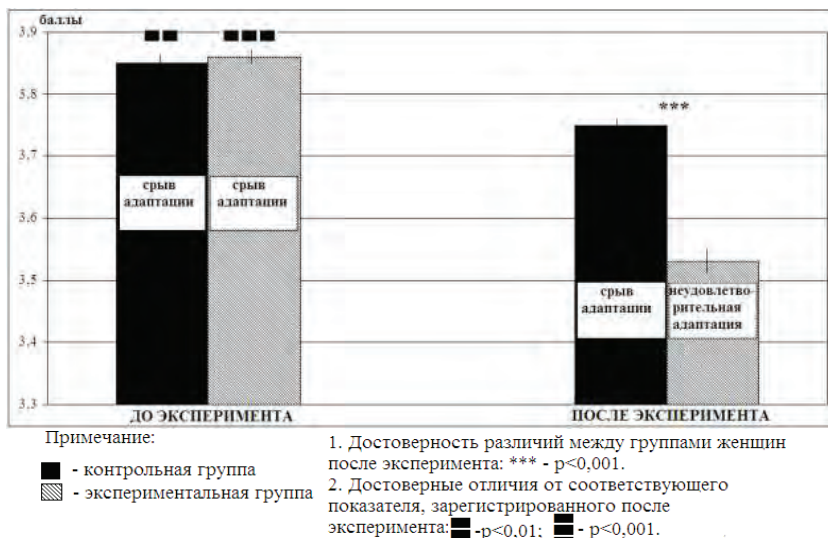 баллы
3,9
3,8
3,7
3,6
3,5
3,4
3,3
срыв
адаптации
срыв
адаптации
***
срыв
адаптации
неудовлетво-
рительная
адаптация
ДО ЭКСПЕРИМЕНТА
ПОСЛЕ ЭКСПЕРИМЕНТА
Примечание:
- контрольная группа
- экспериментальная группа
1. Достоверность различий между группами женщин
после эксперимента: *** - p<0,001.
2. Достоверные отличия от соответствующего
показателя, зарегистрированного после
эксперимента: -p<0,01; - p<0,001.